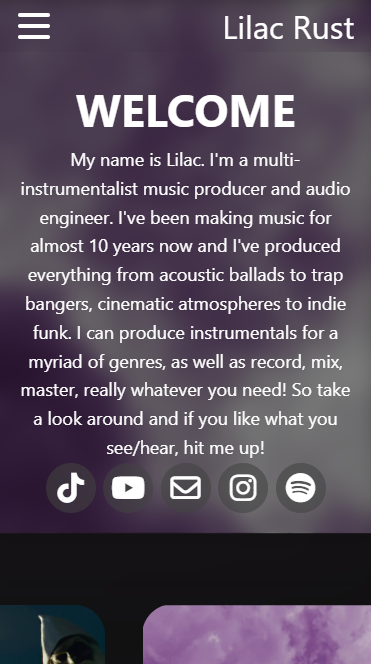 Lilac Rust
WELCOME
My name is Lilac. I'm a multi-
instrumentalist music producer and audio
engineer. I've been making music for
almost 10 years now and I've produced
everything from acoustic ballads to trap
bangers, cinematic atmospheres to indie
funk. I can produce instrumentals for a
myriad of genres, as well as record, mix,
master, really whatever you need! So take
a look around and if you like what you
see/hear, hit me up!